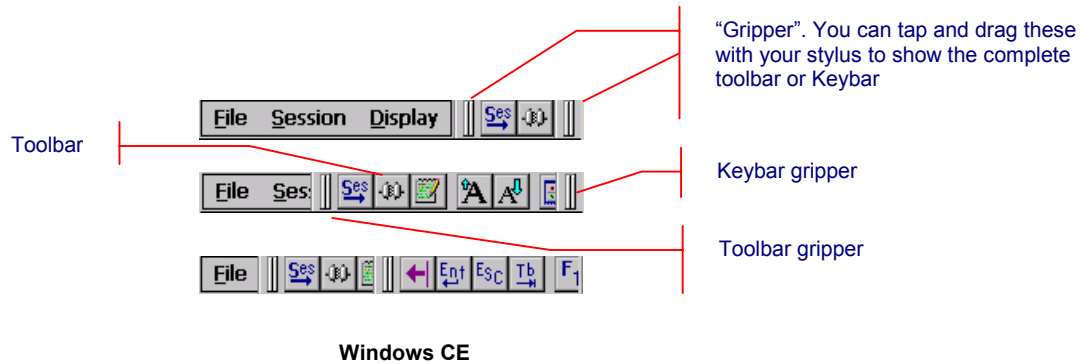 “Gripper”. You can tap and drag these
with your stylus to show the complete
toolbar or Keybar
File Session Display Ses
Toolbar
Keybar gripper
File Ses: Ses A A
Toolbar gripper
File Ses Ent Esc Tb F1
Windows CE